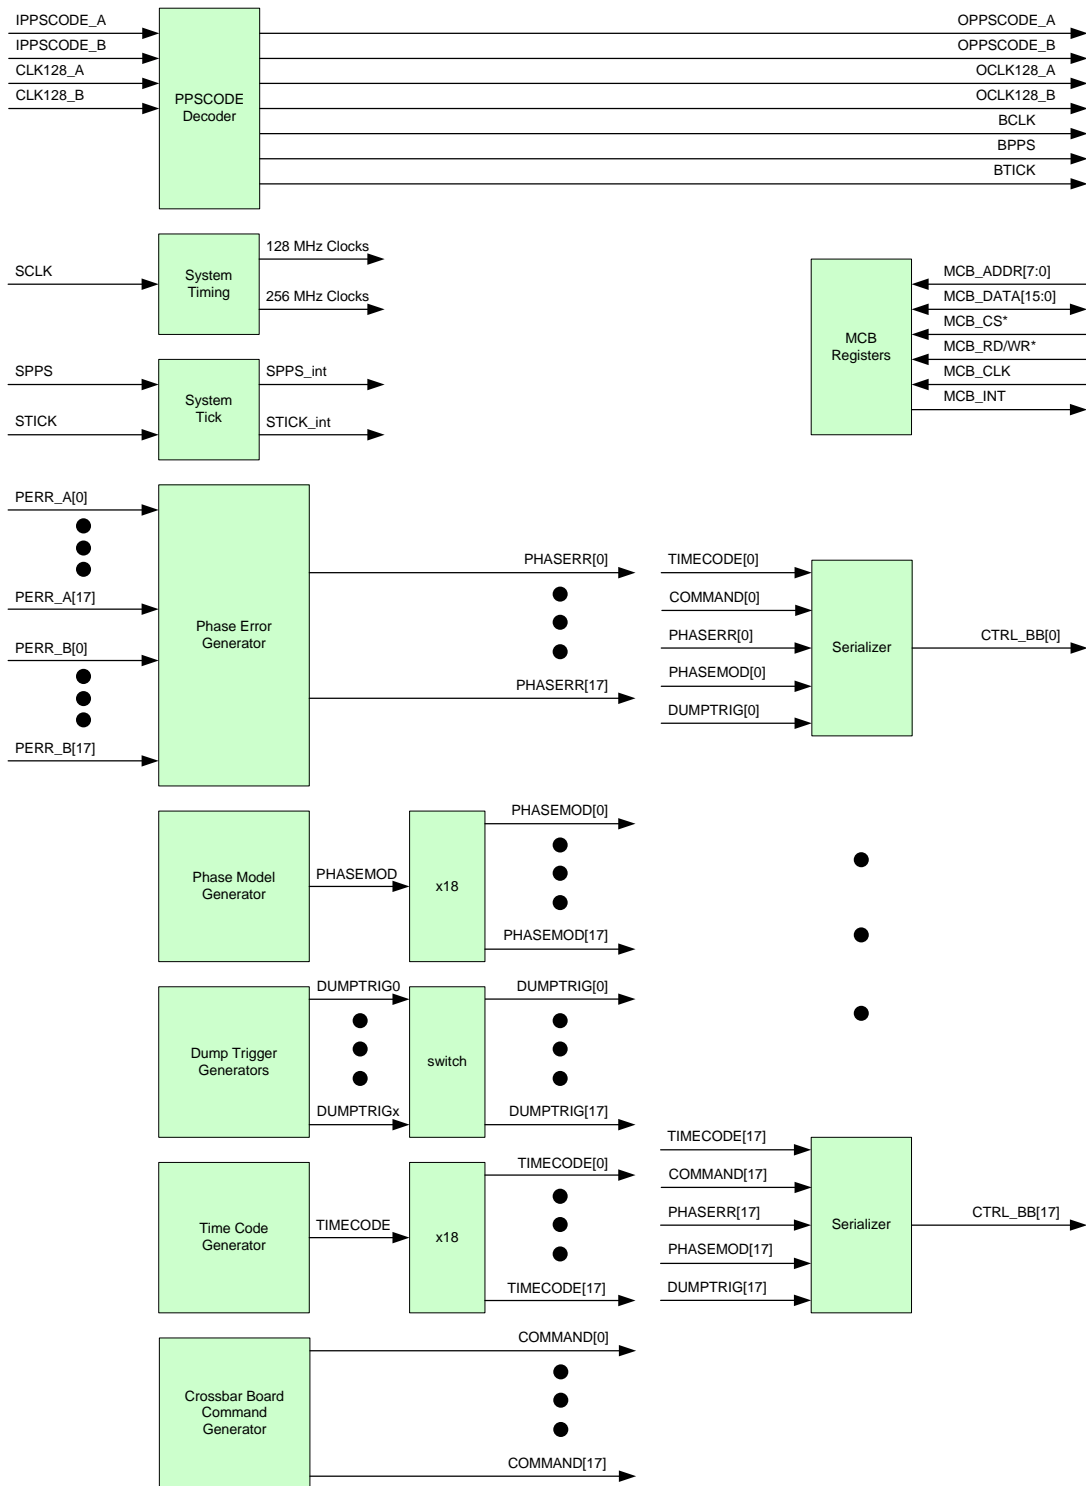 IPPSCODE_A
IPPSCODE_B
CLK128_A
CLK128_B
PPSCODE
Decoder
OPPSCODE_A
OPPSCODE_B
OCLK128_A
OCLK128_B
BCLK
BPPS
BTICK
SCLK
System
Timing
128 MHz Clocks
256 MHz Clocks
MCB
Registers
MCB_ADDR[7:0]
MCB_DATA[15:0]
MCB_CS*
MCB_RD/WR*
MCB_CLK
MCB_INT
SPPS
STICK
System
Tick
SPPS_int
STICK_int
PERR_A[0]
PERR_A[17]
PERR_B[0]
PERR_B[17]
Phase Error
Generator
PHASERR[0]
PHASERR[17]
TIMECODE[0]
COMMAND[0]
PHASERR[0]
PHASEMOD[0]
DUMPTRIG[0]
Serializer
CTRL_BB[0]
Phase Model
Generator
PHASEMOD
x18
PHASEMOD[0]
PHASEMOD[17]
Dump Trigger
Generators
DUMPTRIG0
DUMPTRIGx
switch
DUMPTRIG[0]
DUMPTRIG[17]
Time Code
Generator
TIMECODE
x18
TIMECODE[0]
TIMECODE[17]
TIMECODE[17]
COMMAND[17]
PHASERR[17]
PHASEMOD[17]
DUMPTRIG[17]
Serializer
CTRL_BB[17]
Crossbar Board
Command
Generator
COMMAND[0]
COMMAND[17]